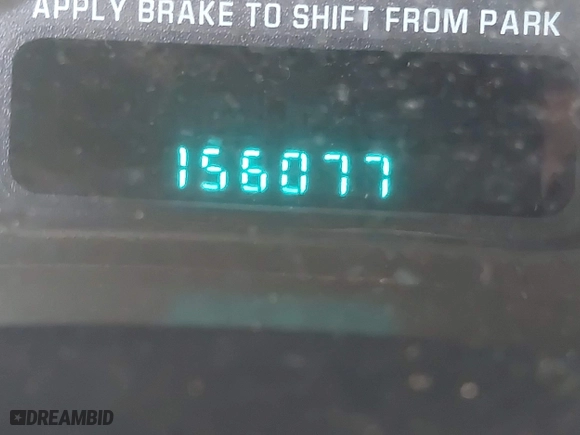 APPLY BRAKE TO SHIFT FROM PARK
156077
DREAMBID